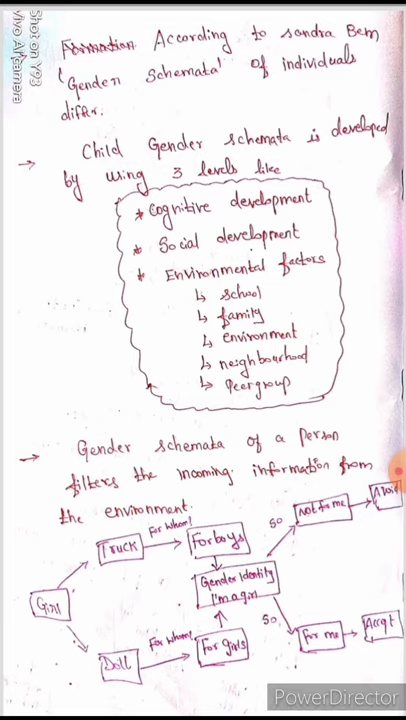 Formation. According to sandra Bem
'Gender Schemata' of individuals
differ.
→ Child Gender schemata is developed
by using 3 levels like
* Cognitive development
* Social development
* Environmental factors
↳ school
↳ family
↳ environment
↳ neighbourhood
↳ Peergroup
→ Gender schemata of a person
filters the incoming information from
the environment.
Girl
Truck
For whom?
For boys
Gender Identity
I'm a girl
So
Not for me
Avoid
Doll
For whom?
For girls
So
For me
Accept
Shot on Y93
Vivo AI camera
PowerDirector